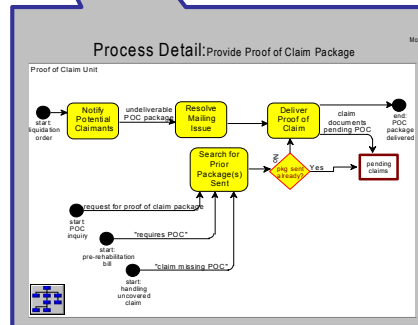 Mo
Process Detail:Provide Proof of Claim Package
Proof of Claim Unit
start:
liquidation
order
Notify
Potential
Claimants
undeliverable
POC package
Resolve
Mailing
Issue
Deliver
Proof of
Claim
claim
documents
pending POC
end:
POC
package
delivered
Search for
Prior
Package(s)
Sent
No
pkg sent
already?
Yes
pending
claims
request for proof of claim package
start:
POC
inquiry
"requires POC"
start:
pre-rehabilitation
bill
"claim missing POC"
start:
handling
uncovered
claim